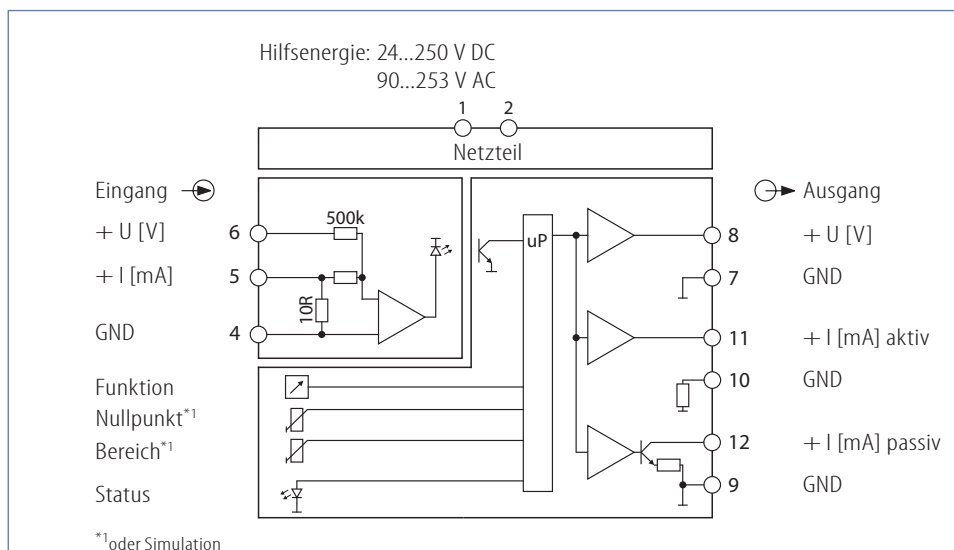 Hilfsenergie: 24...250 V DC
90...253 V AC
1 2
Netzteil
Eingang
Ausgang
+ U [V] 6 500k uP 8 + U [V]
+ I [mA] 5 7 GND
10R
GND 4 11 + I [mA] aktiv
Funktion 10 GND
Nullpunkt*1
Bereich*1 12 + I [mA] passiv
Status 9 GND
*1oder Simulation